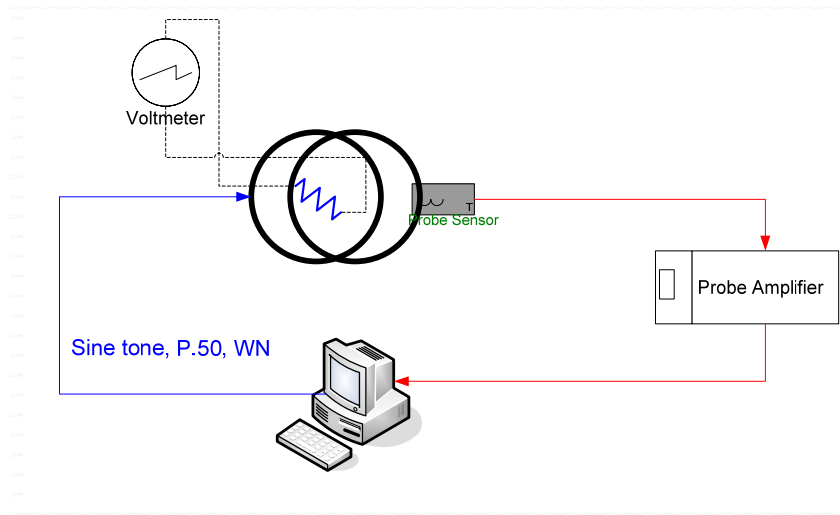 Voltmeter
T
Probe Sensor
Probe Amplifier
Sine tone, P.50, WN